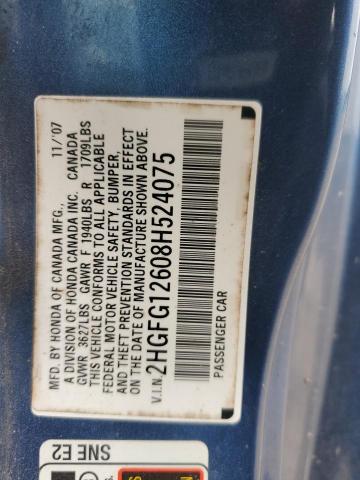 MFD. BY HONDA OF CANADA MFG.,        11/'07
A DIVISION OF HONDA CANADA INC.   CANADA
GVWR  3627LBS  GAWR  F  1940LBS  R  1709LBS
THIS VEHICLE CONFORMS TO ALL APPLICABLE
FEDERAL MOTOR VEHICLE SAFETY, BUMPER,
AND THEFT PREVENTION STANDARDS IN EFFECT
ON THE DATE OF MANUFACTURE SHOWN ABOVE.
V.I.N. 2HGFG12608H524075
PASSENGER CAR
SNE E2